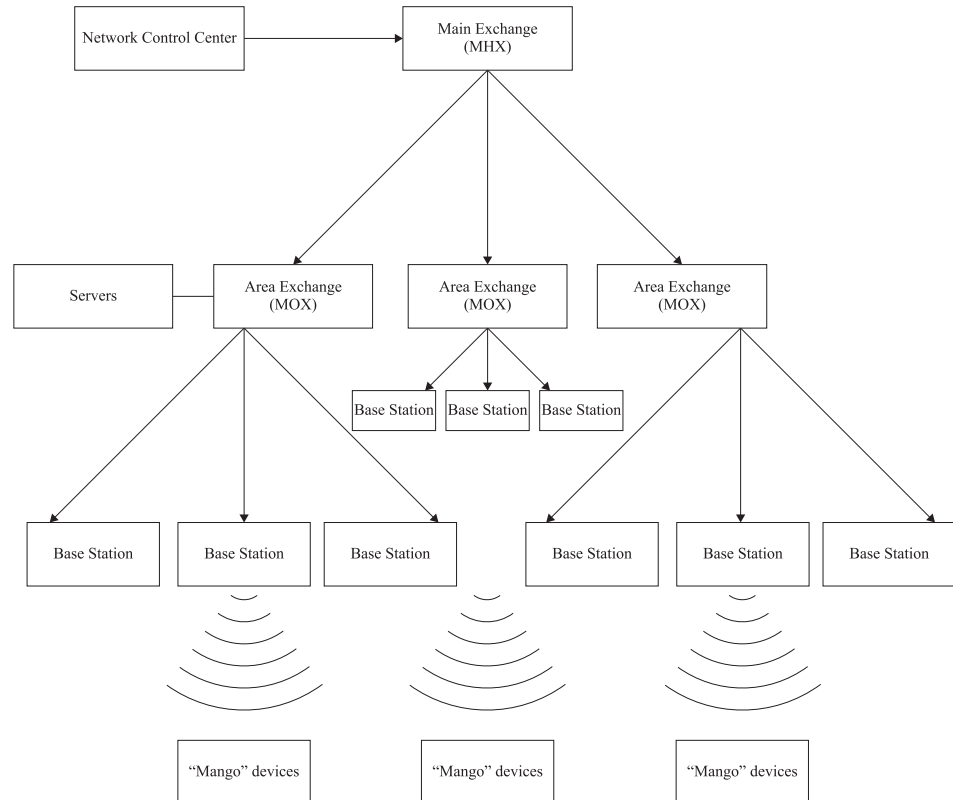 Network Control Center
Main Exchange
(MHX)
Servers
Area Exchange
(MOX)
Area Exchange
(MOX)
Area Exchange
(MOX)
Base Station
Base Station
Base Station
Base Station
Base Station
Base Station
Base Station
Base Station
Base Station
“Mango” devices
“Mango” devices
“Mango” devices